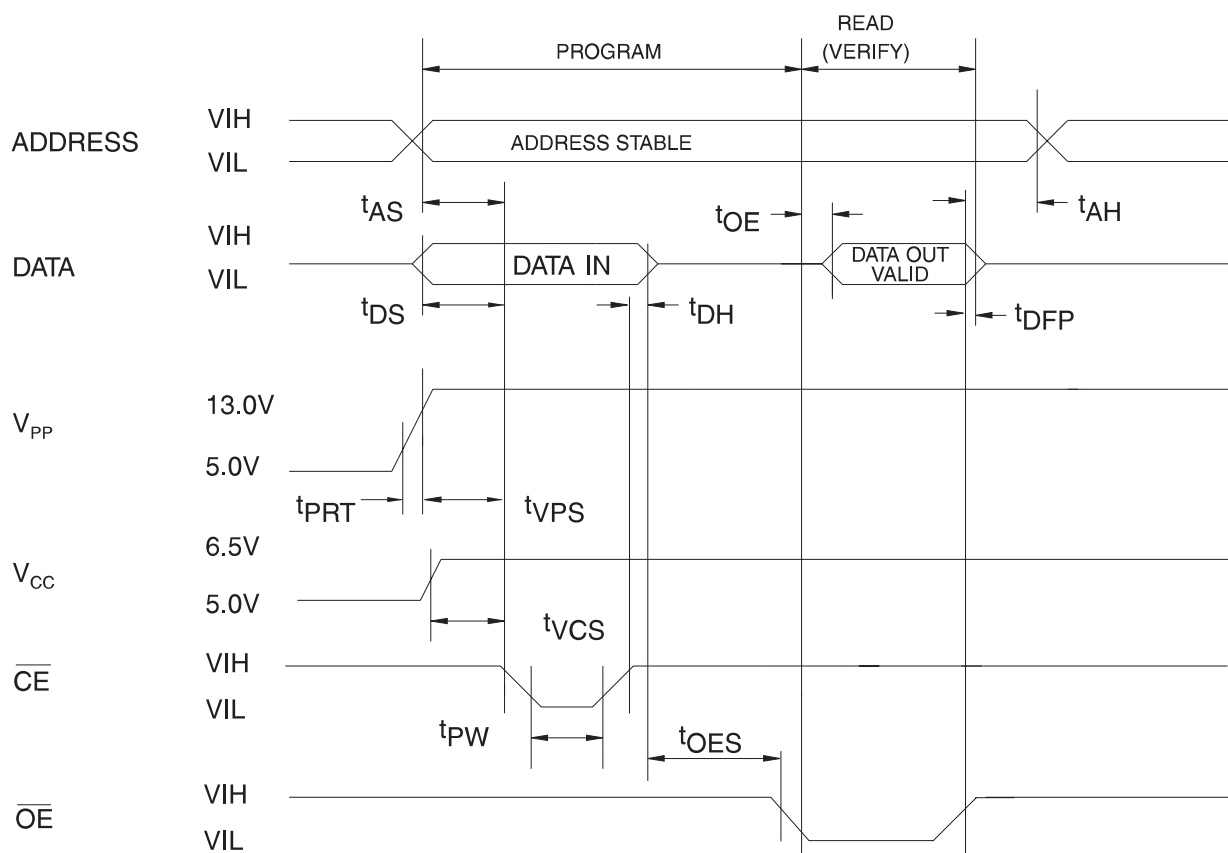 READ
PROGRAM (VERIFY)
ADDRESS VIH
VIL
ADDRESS STABLE
tAS tOE tAH
DATA VIH
VIL
DATA IN DATA OUT
VALID
tDS tDH tDFP
VPP 13.0V
5.0V
tPRT tVPS
VCC 6.5V
5.0V
tVCS
CE VIH
VIL
tPW tOES
OE VIH
VIL